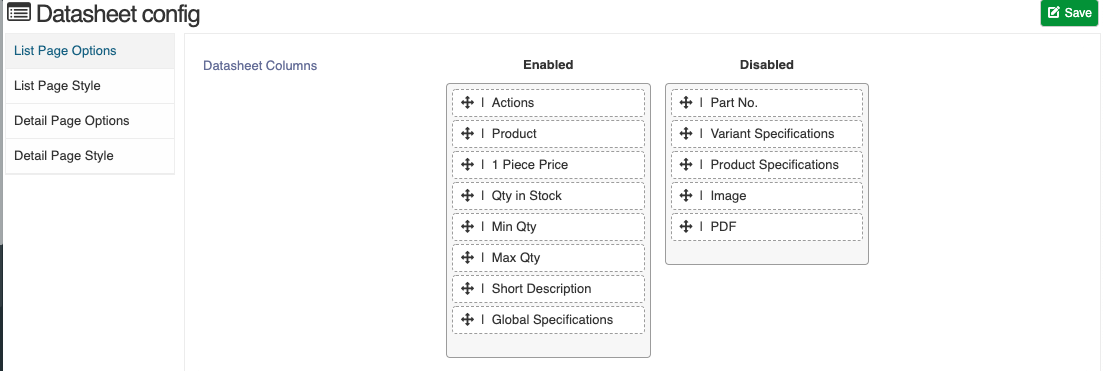 Datasheet config
Save
List Page Options
List Page Style
Detail Page Options
Detail Page Style
Datasheet Columns
Enabled
| Actions
| Product
| 1 Piece Price
| Qty in Stock
| Min Qty
| Max Qty
| Short Description
| Global Specifications
Disabled
| Part No.
| Variant Specifications
| Product Specifications
| Image
| PDF